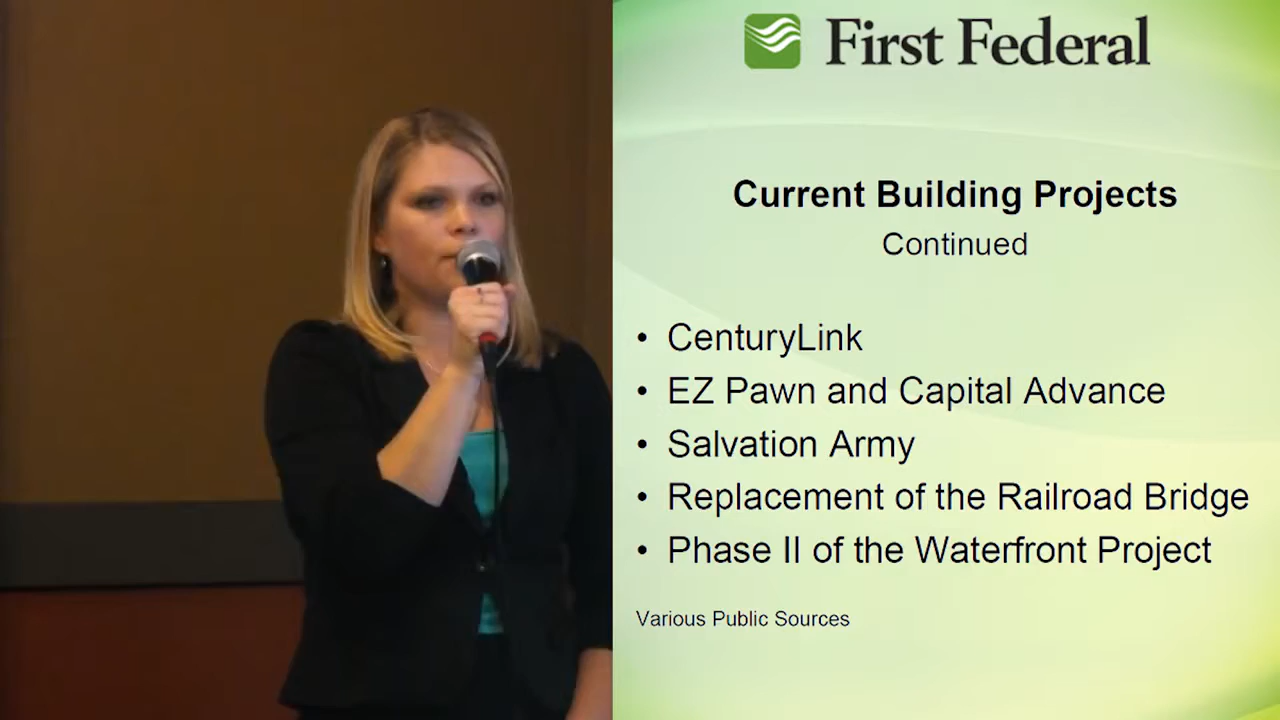 First Federal
Current Building Projects
Continued
• CenturyLink
• EZ Pawn and Capital Advance
• Salvation Army
• Replacement of the Railroad Bridge
• Phase II of the Waterfront Project
Various Public Sources